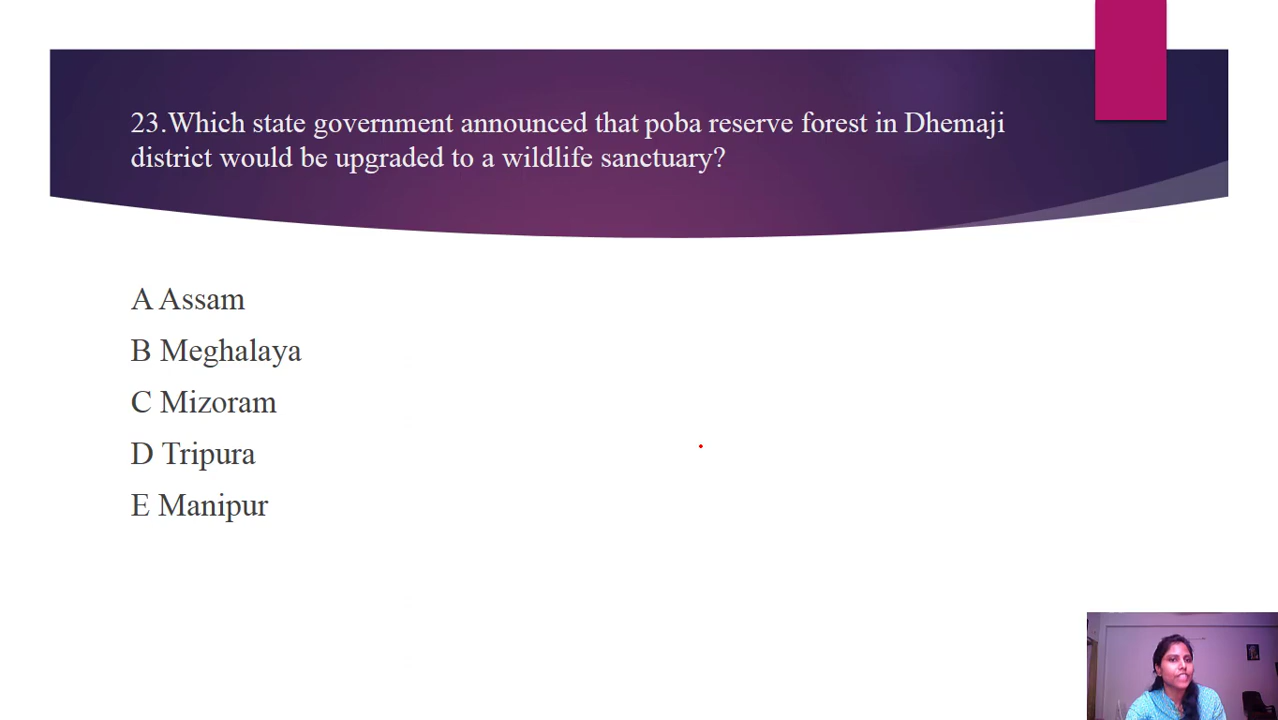 23.Which state government announced that poba reserve forest in Dhemaji
district would be upgraded to a wildlife sanctuary?
A Assam
B Meghalaya
C Mizoram
D Tripura
E Manipur